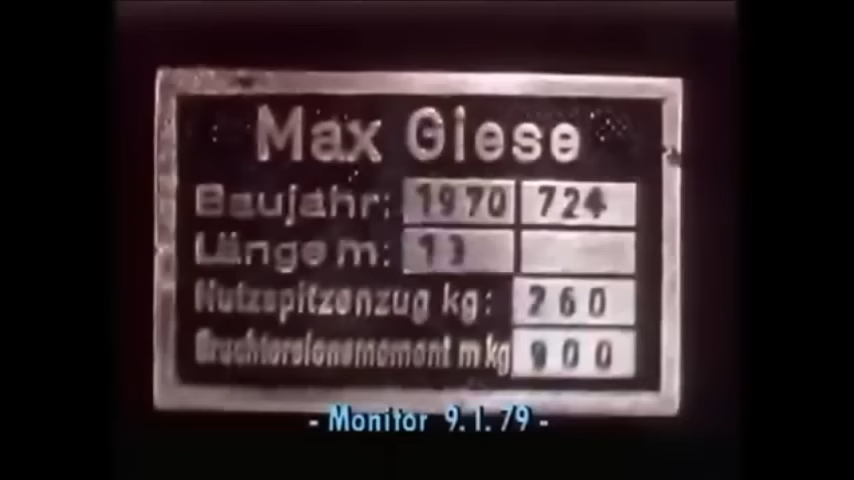 Max Giese
Baujahr: 1970 724
Länge m: 13
Nutzspitzenzug kg: 260
Bruchtorsionsmoment m kg 900
- Monitor 9.1.79 -